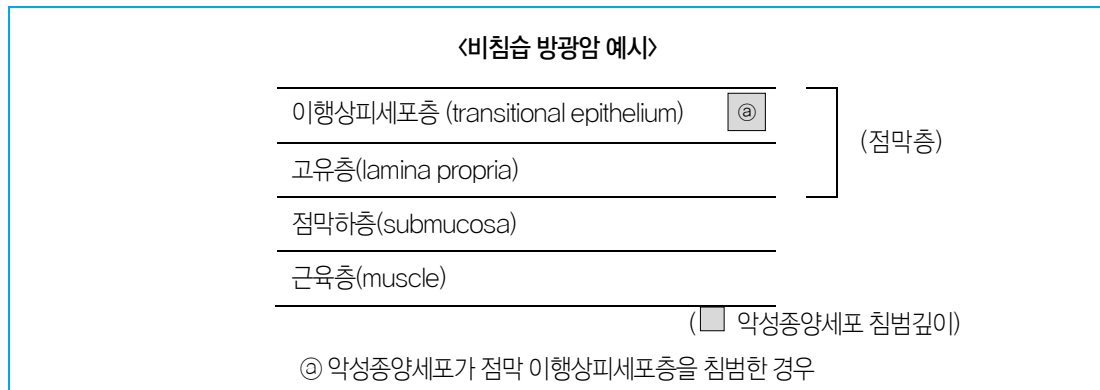 <비침습 방광암 예시>
이행상피세포층 (transitional epithelium) ⓐ
(점막층)
고유층(lamina propria)
점막하층(submucosa)
근육층(muscle)
( 악성종양세포 침범깊이)
ⓐ 악성종양세포가 점막 이행상피세포층을 침범한 경우